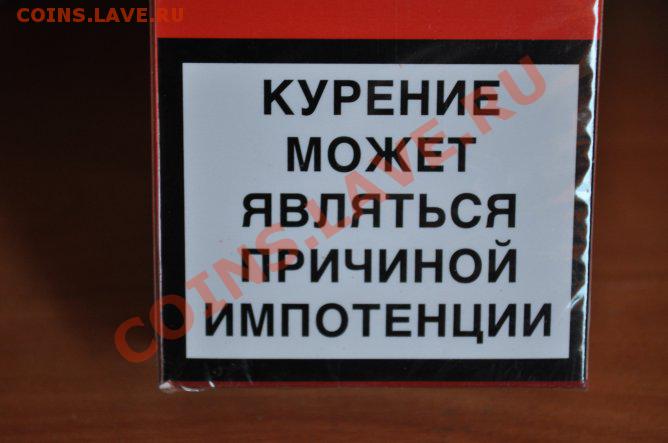 COINS.LAVE.RU
КУРЕНИЕ
МОЖЕТ
ЯВЛЯТЬСЯ
ПРИЧИНОЙ
ИМПОТЕНЦИИ
COINS.LAVE.RU